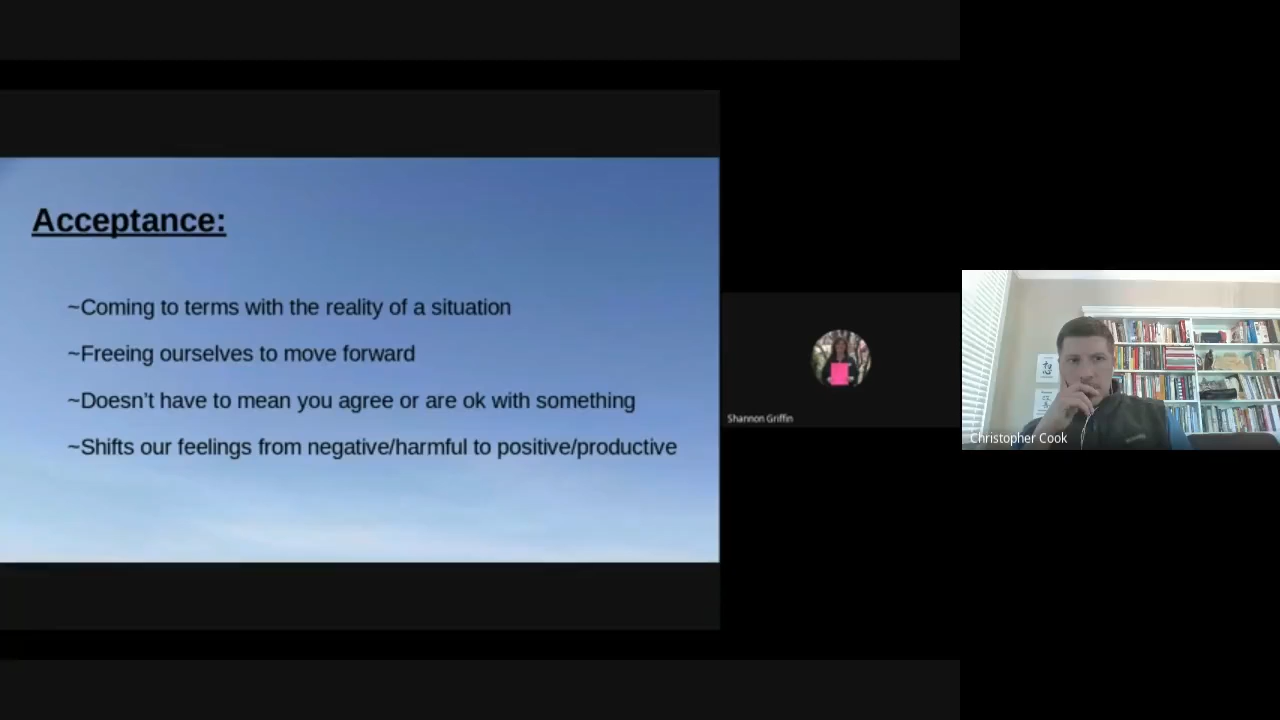 Acceptance:
~Coming to terms with the reality of a situation
~Freeing ourselves to move forward
~Doesn't have to mean you agree or are ok with something
~Shifts our feelings from negative/harmful to positive/productive
Shannon Griffin
Christopher Cook